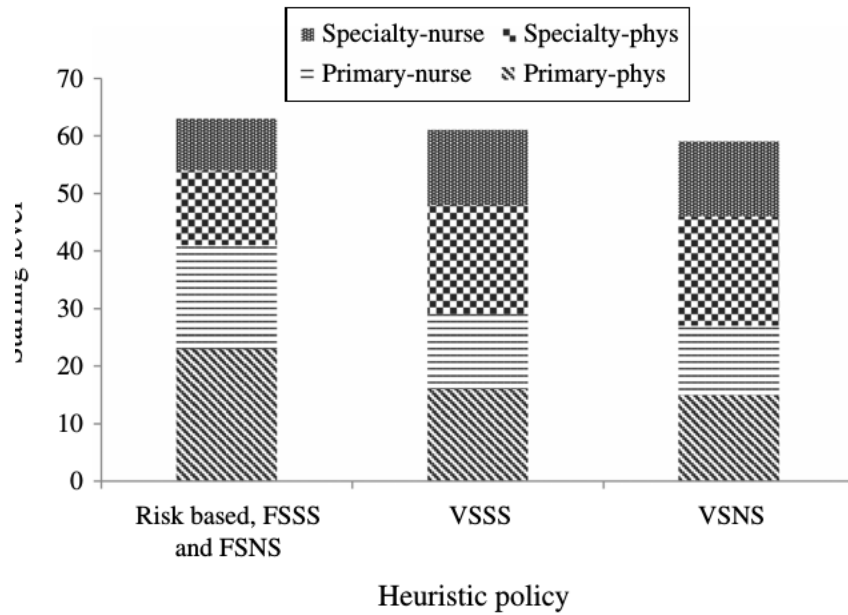 Specialty-nurse Specialty-phys
Primary-nurse Primary-phys
70
60
50
40
30
20
10
0
level
Risk based, FSSS
and FSNS
VSSS
VSNS
Heuristic policy